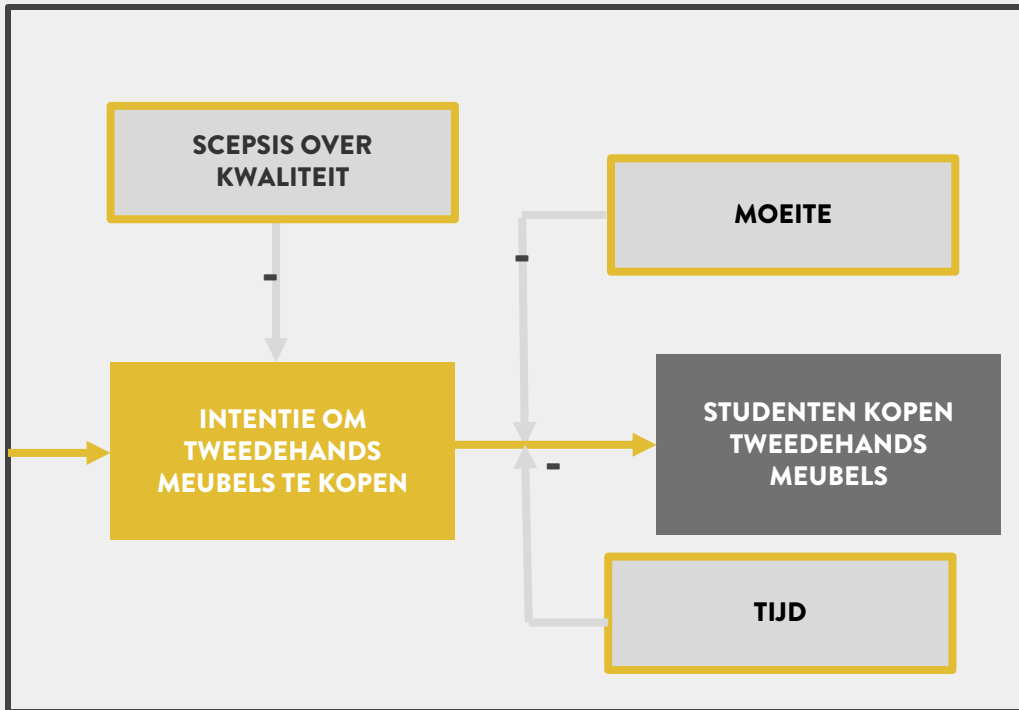 SCEPSIS OVER
KWALITEIT
-
MOEITE
-
INTENTIE OM
TWEEDEHANDS
MEUBELS TE KOPEN
STUDENTEN KOPEN
TWEEDEHANDS
MEUBELS
-
TIJD